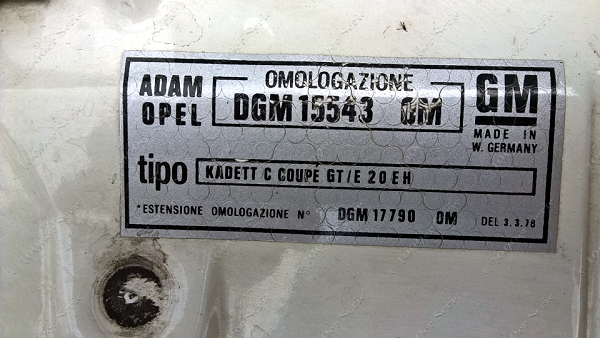 ADAM OPEL
OMOLOGAZIONE
DGM 15543 OM
GM
MADE IN
W. GERMANY
tipo KADETT C COUPE GT/E 20 E H
*ESTENSIONE OMOLOGAZIONE N° DGM 17790 OM DEL 3.3.78